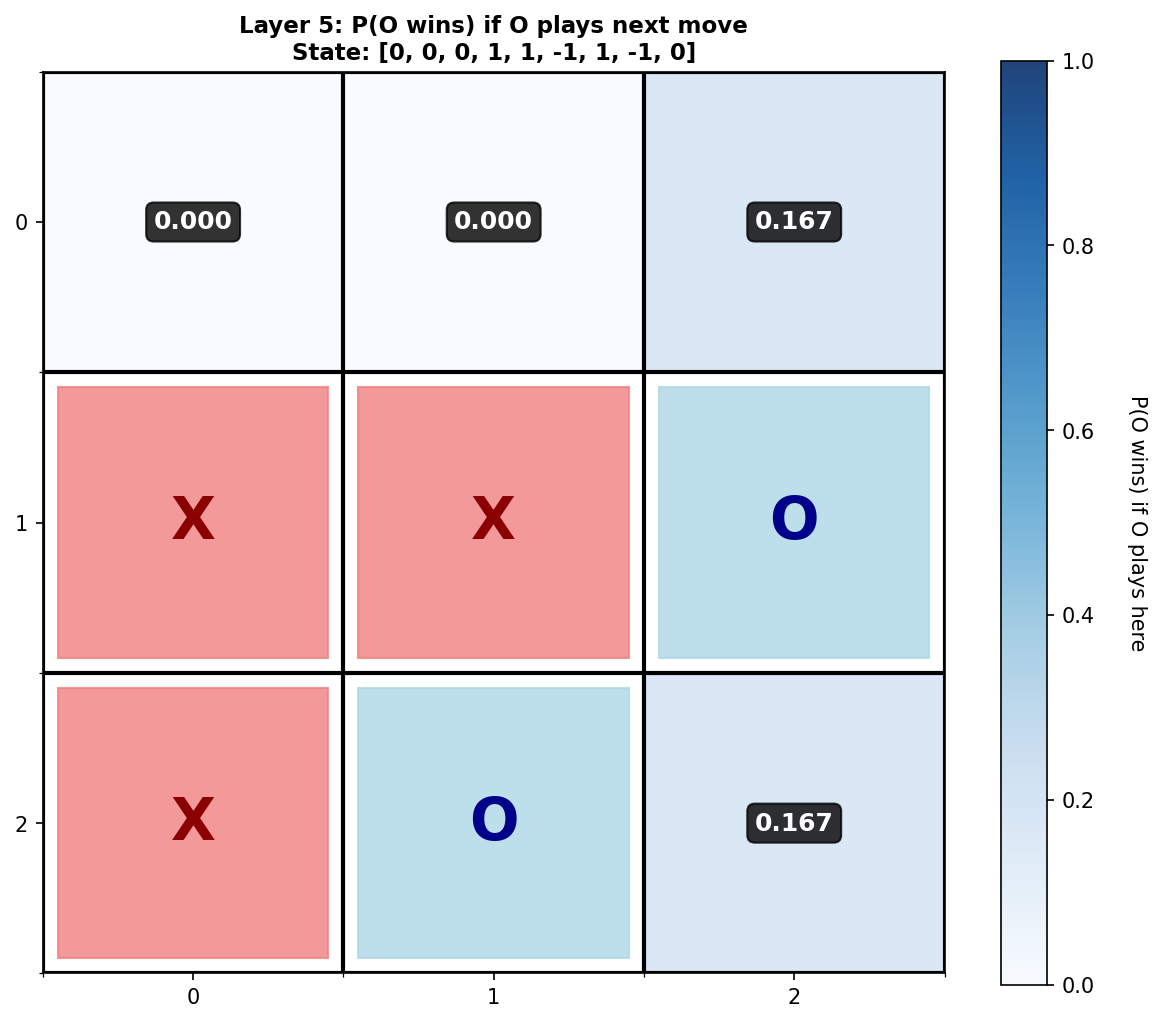 Layer 5: P(O wins) if O plays next move
State: [0, 0, 0, 1, 1, -1, 1, -1, 0]
0 0.000 0.000 0.167
1 X X O
2 X O 0.167
0 1 2
1.0
0.8
0.6
0.4
0.2
0.0
P(O wins) if O plays here